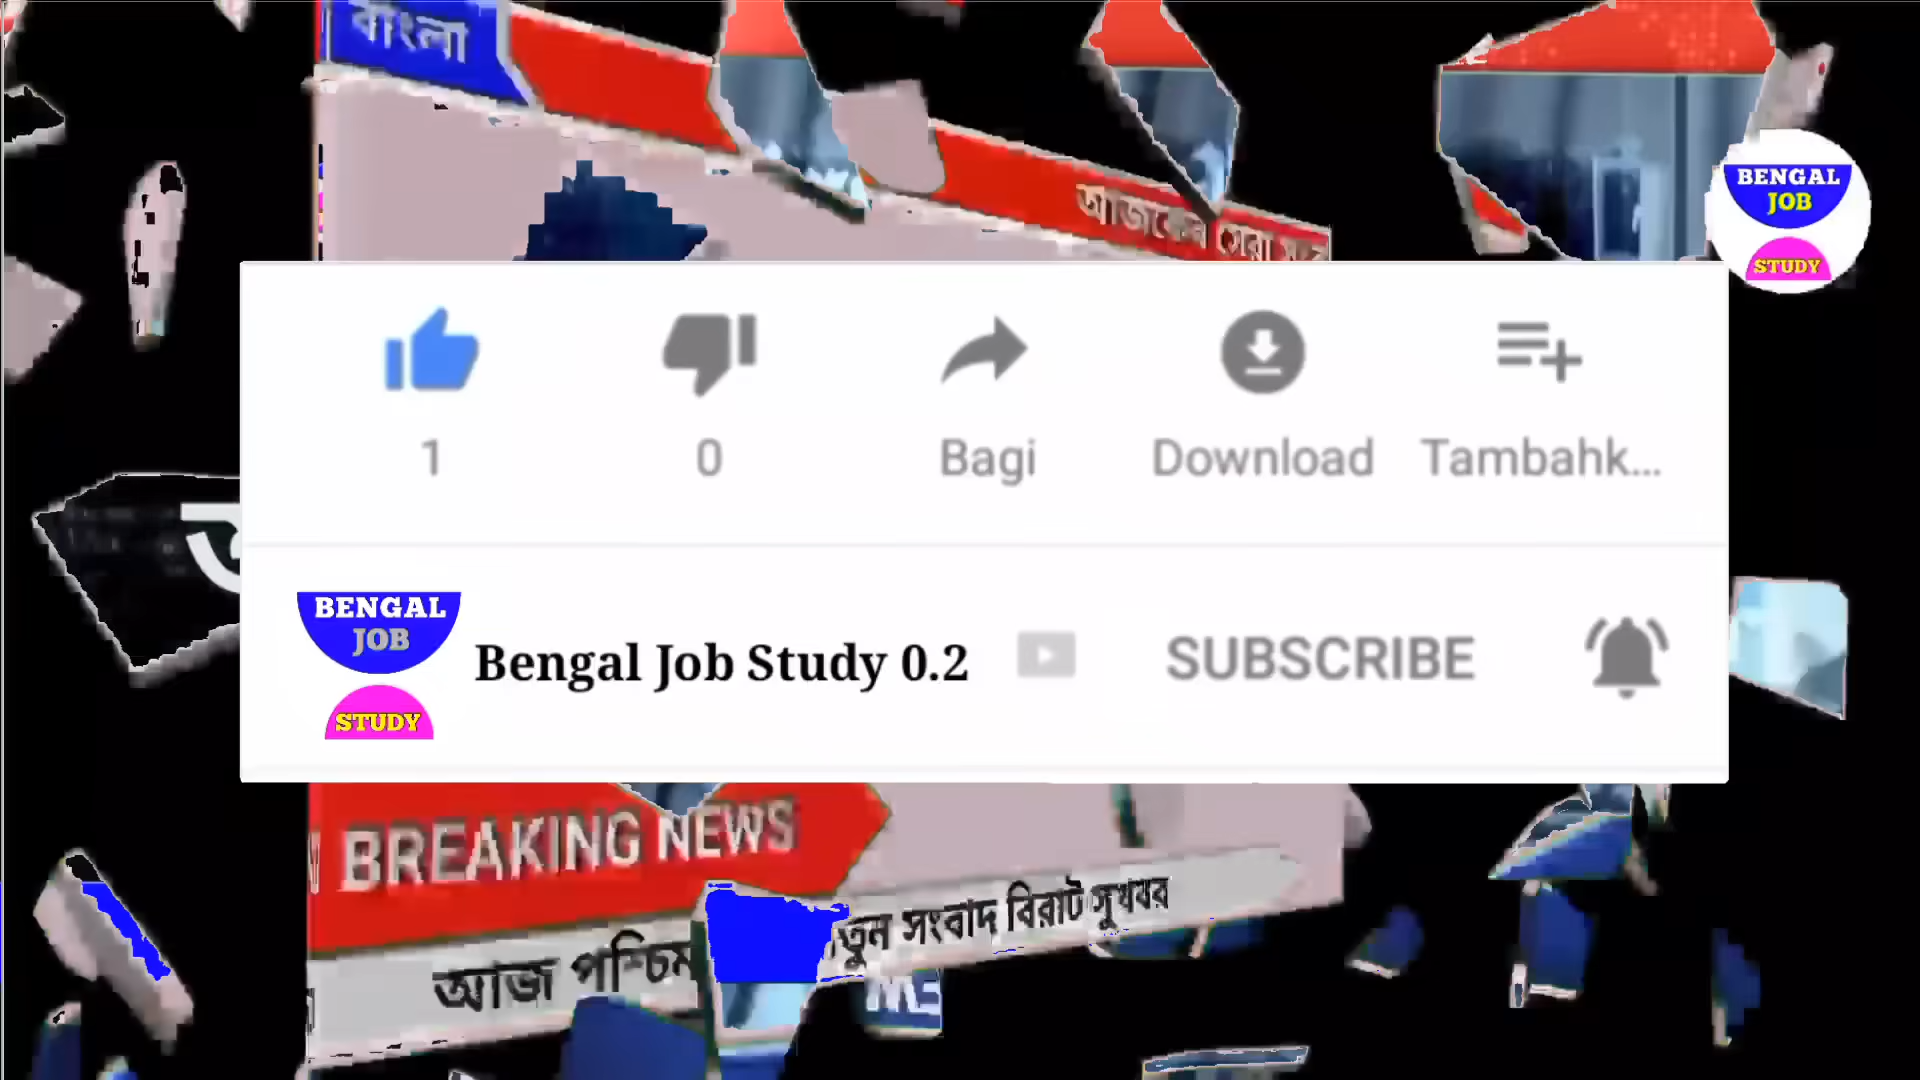 বাংলা
আজকের সেরা
BENGAL
JOB
STUDY
1
0
Bagi
Download
Tambahk...
BENGAL
JOB
STUDY
Bengal Job Study 0.2
SUBSCRIBE
BREAKING NEWS
আজ পশ্চিম
তুন সংবাদ বিরাট সুখবর